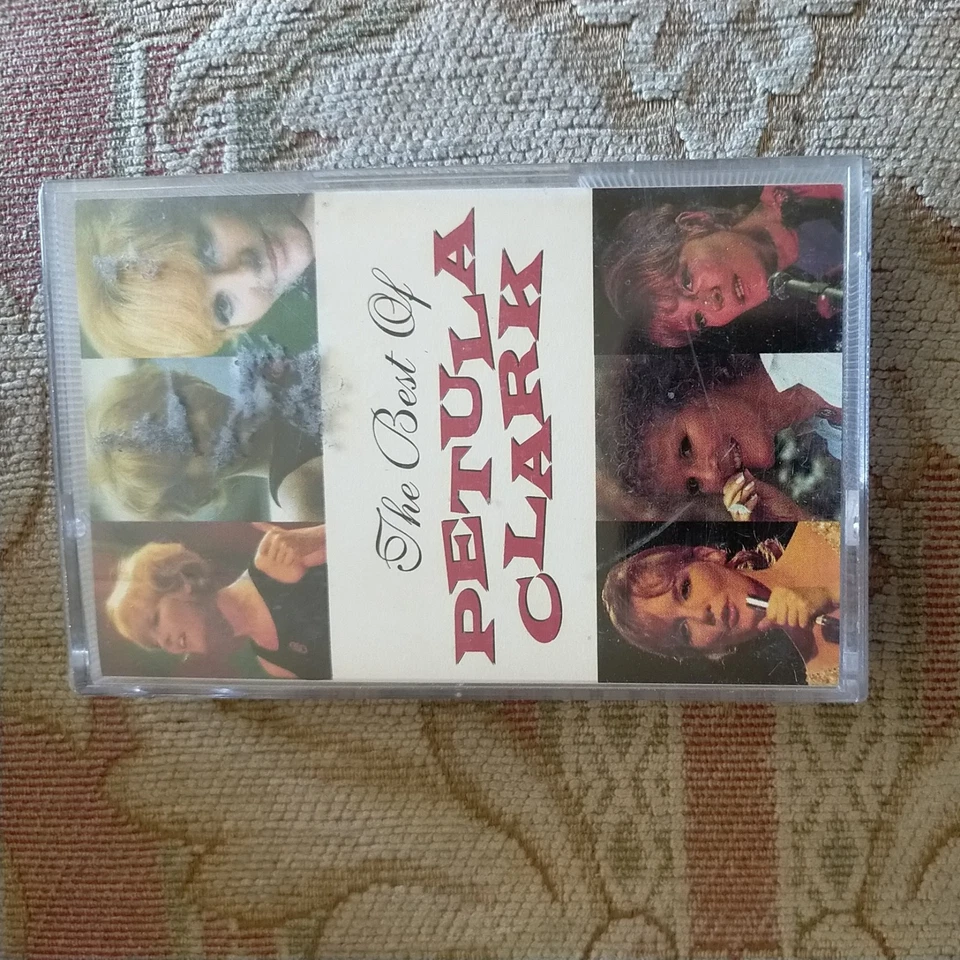 The Best Of
PETULA
CLARK